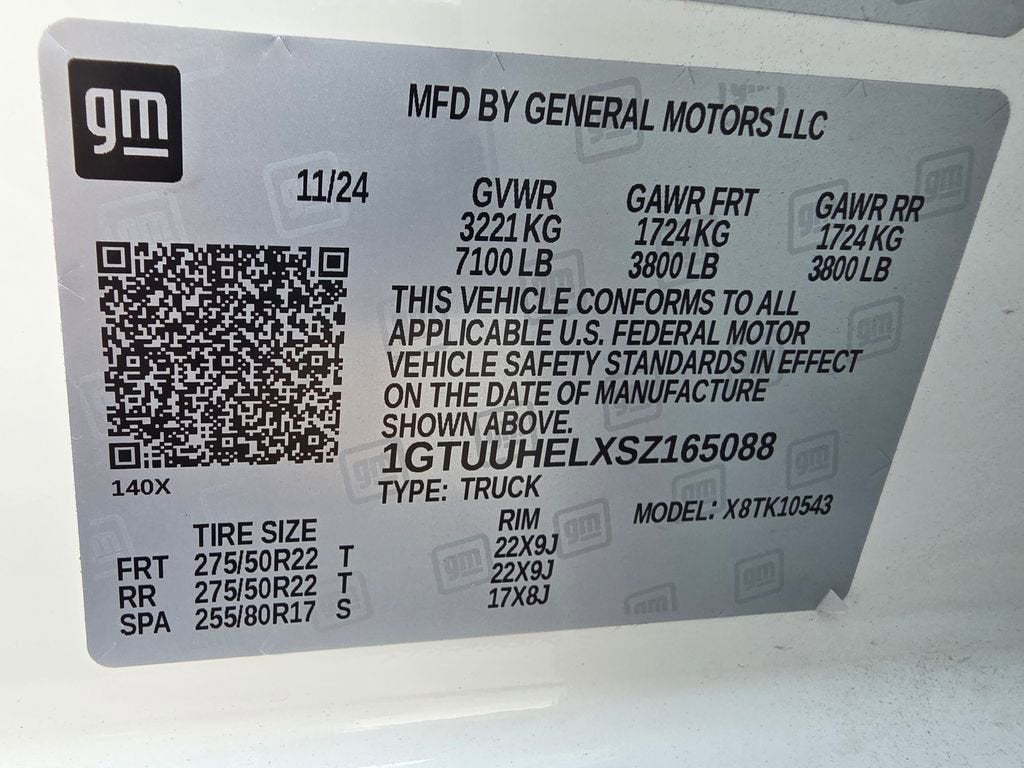 gm
MFD BY GENERAL MOTORS LLC
11/24 GVWR GAWR FRT GAWR RR
3221 KG 1724 KG 1724 KG
7100 LB 3800 LB 3800 LB
THIS VEHICLE CONFORMS TO ALL
APPLICABLE U.S. FEDERAL MOTOR
VEHICLE SAFETY STANDARDS IN EFFECT
ON THE DATE OF MANUFACTURE
SHOWN ABOVE.
1GTUUHELXSZ165088
140X
TYPE: TRUCK MODEL: X8TK10543
TIRE SIZE RIM
FRT 275/50R22 T 22X9J
RR 275/50R22 T 22X9J
SPA 255/80R17 S 17X8J